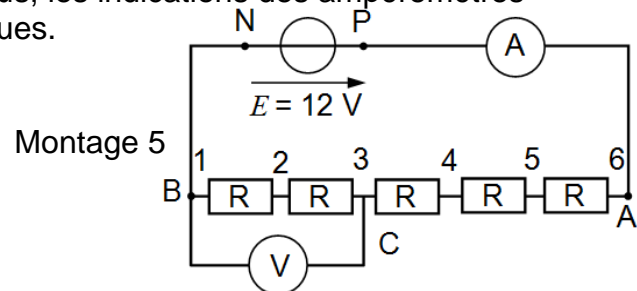 ues.
N P A
E = 12 V
Montage 5
1 2 3 4 5 6
B R R R R R A
C
V